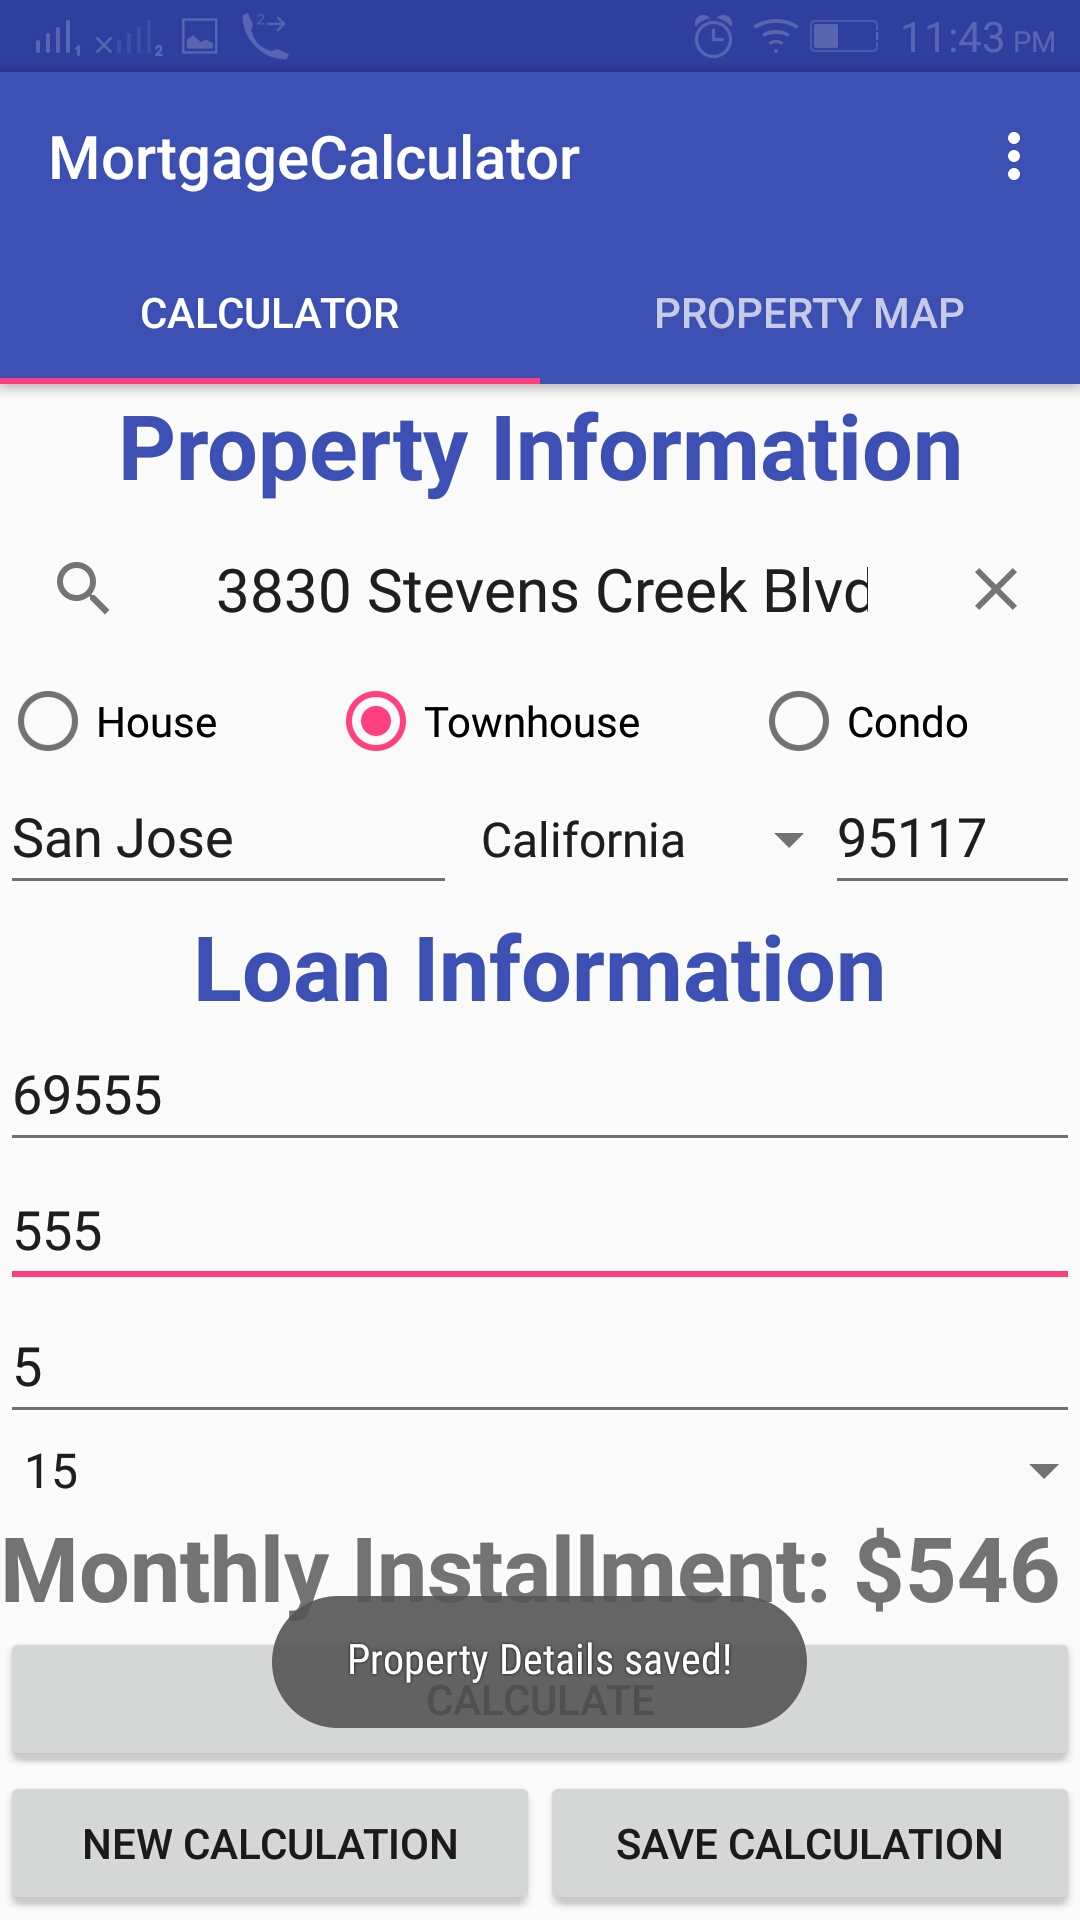 11:43 PM
MortgageCalculator
CALCULATOR PROPERTY MAP
Property Information
3830 Stevens Creek Blvd
House Townhouse Condo
San Jose California 95117
Loan Information
69555
555
5
15
Monthly Installment: $546
Property Details saved!
CALCULATE
NEW CALCULATION SAVE CALCULATION